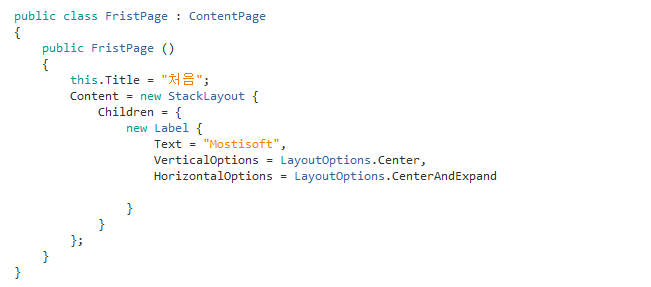 public class FristPage : ContentPage
{
    public FristPage ()
    {
        this.Title = "처음";
        Content = new StackLayout {
            Children = {
                new Label {
                    Text = "Mostisoft",
                    VerticalOptions = LayoutOptions.Center,
                    HorizontalOptions = LayoutOptions.CenterAndExpand
                }
            }
        };
    }
}